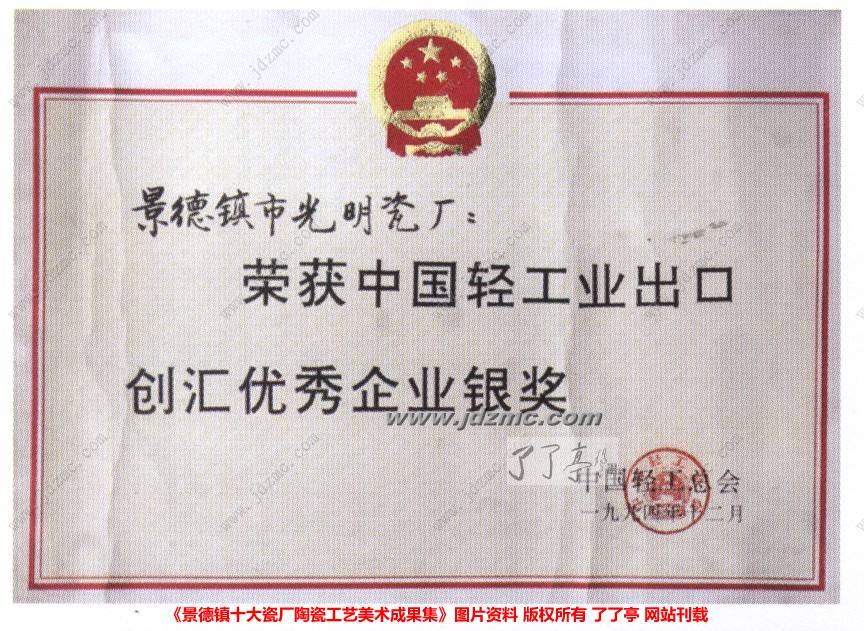 景德镇市光明瓷厂：
荣获中国轻工业出口
创汇优秀企业银奖
www.jdzmc.com
了了亭
中国轻工总会
一九九四年十二月
《景德镇十大瓷厂陶瓷工艺美术成果集》图片资料 版权所有 了了亭 网站刊载